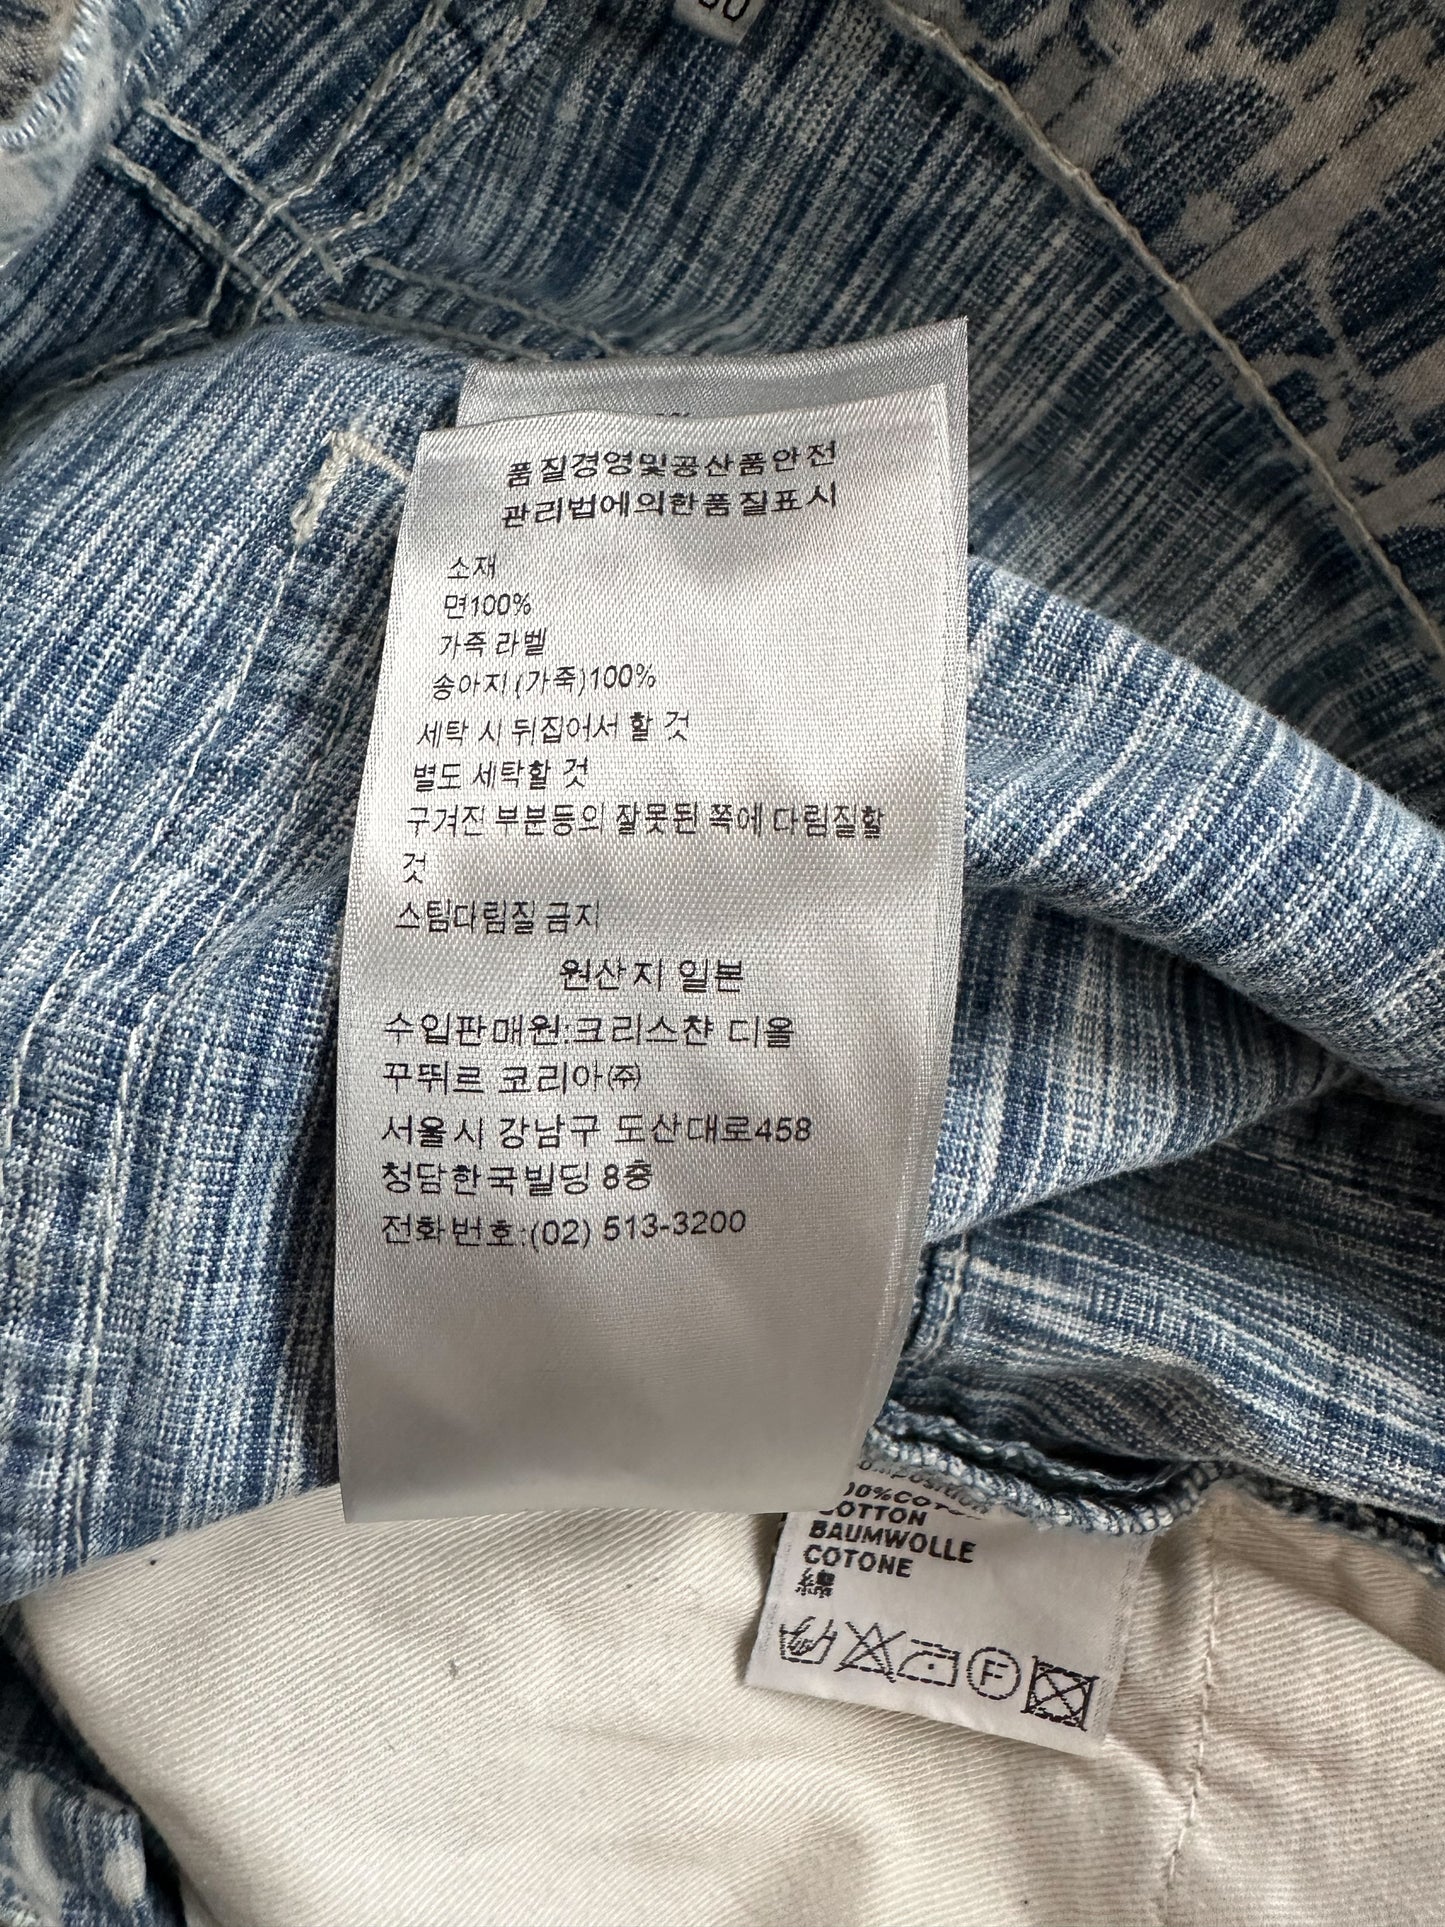 품질경영및공산품안전
관리법에의한품질표시
소재
면100%
가죽 라벨
송아지(가죽)100%
세탁 시 뒤집어서 할 것
별도 세탁할 것
구겨진 부분등의 잘못된 쪽에 다림질할
것
스팀다림질 금지
원산지 일본
수입판매원:크리스챤 디올
꾸뛰르 코리아㈜
서울시 강남구 도산대로458
청담한국빌딩 8층
전화번호:(02) 513-3200
COTTON
BAUMWOLLE
COTONE
F